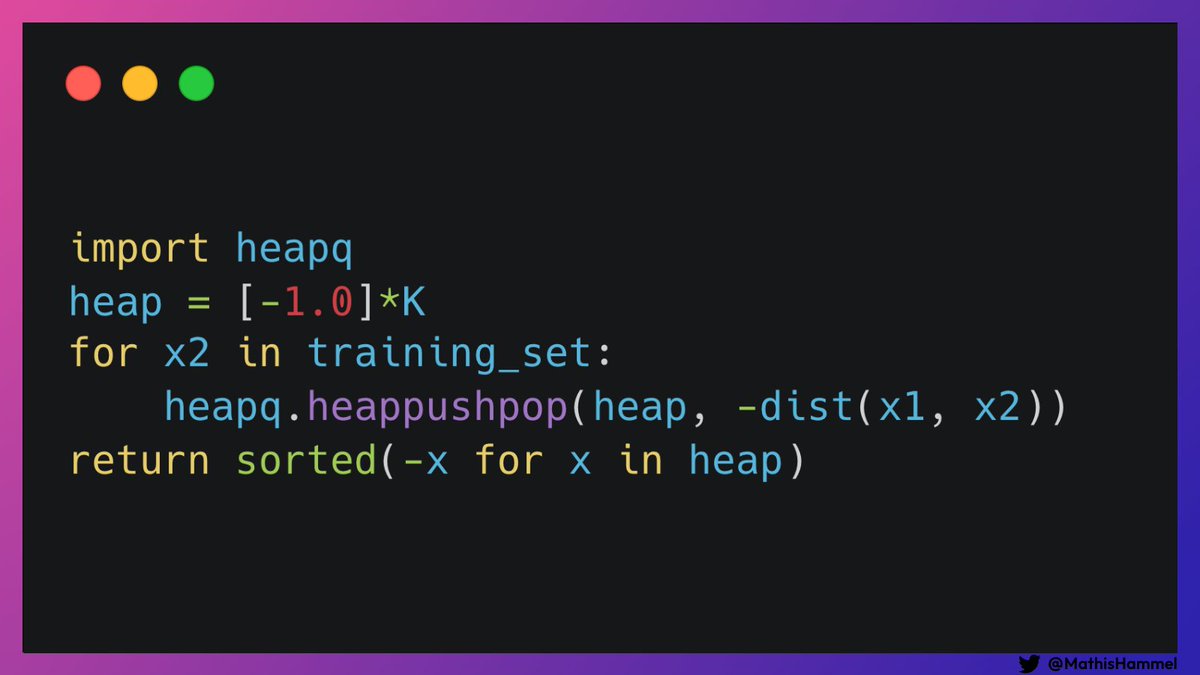 import heapq
heap = [-1.0]*K
for x2 in training_set:
    heapq.heappushpop(heap, -dist(x1, x2))
return sorted(-x for x in heap)
@MathisHammel